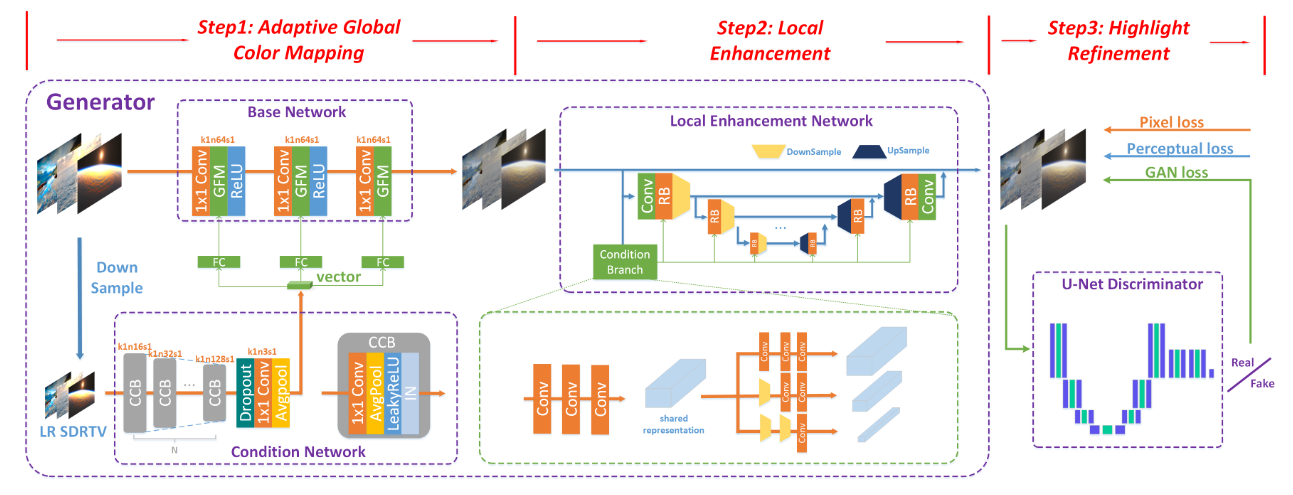 Step1: Adaptive Global
Color Mapping
Step2: Local
Enhancement
Step3: Highlight
Refinement
Generator
Base Network
k1n64s1
k1n64s1
k1n64s1
1x1 Conv
GFM
ReLU
1x1 Conv
GFM
ReLU
1x1 Conv
GFM
FC
FC
FC
vector
Down
Sample
LR SDRTV
k1n16s1
k1n32s1
k1n128s1
k1n3s1
CCB
CCB
...
CCB
Dropout
1x1 Conv
Avgpool
N
CCB
1x1 Conv
AvgPool
LeakyReLU
IN
Condition Network
Local Enhancement Network
DownSample
UpSample
Conv
RB
RB
RB
...
RB
RB
RB
Conv
Condition
Branch
Conv
Conv
Conv
shared
representation
Conv
Conv
Conv
Conv
Conv
Conv
Pixel loss
Perceptual loss
GAN loss
U-Net Discriminator
Real
Fake